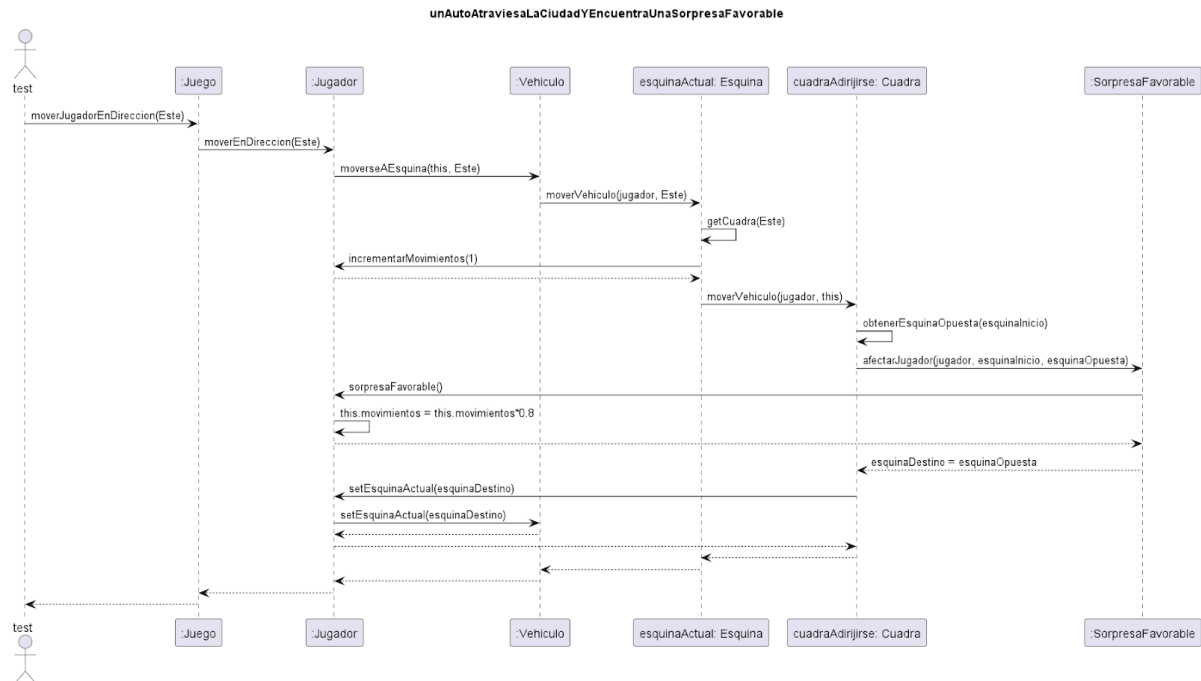 unAutoAtraviesaLaCiudadYEncuentraUnaSorpresaFavorable
test
:Juego
:Jugador
:Vehiculo
esquinaActual: Esquina
cuadraAdirijirse: Cuadra
:SorpresaFavorable
moverJugadorEnDireccion(Este)
moverEnDireccion(Este)
moverseAEsquina(this, Este)
moverVehiculo(jugador, Este)
getCuadra(Este)
incrementarMovimientos(1)
moverVehiculo(jugador, this)
obtenerEsquinaOpuesta(esquinaInicio)
afectarJugador(jugador, esquinaInicio, esquinaOpuesta)
sorpresaFavorable()
this.movimientos = this.movimientos*0.8
esquinaDestino = esquinaOpuesta
setEsquinaActual(esquinaDestino)
setEsquinaActual(esquinaDestino)
test
:Juego
:Jugador
:Vehiculo
esquinaActual: Esquina
cuadraAdirijirse: Cuadra
:SorpresaFavorable